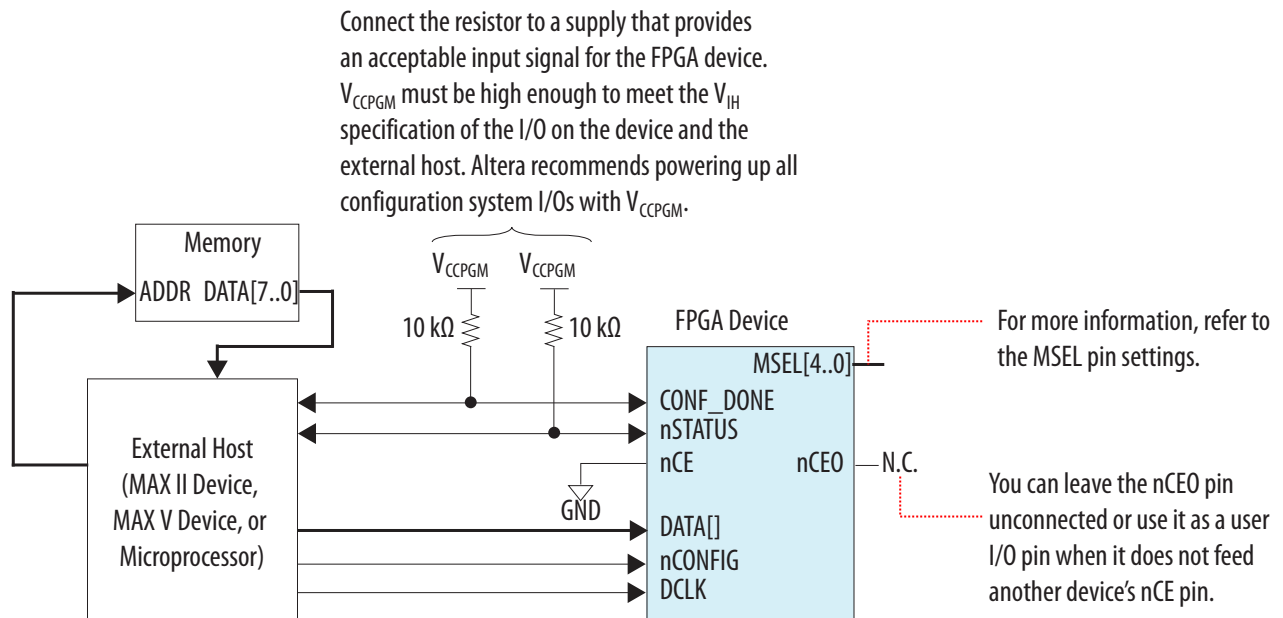 Connect the resistor to a supply that provides
an acceptable input signal for the FPGA device.
VCCPGM must be high enough to meet the VIH
specification of the I/O on the device and the
external host. Altera recommends powering up all
configuration system I/Os with VCCPGM.
Memory
ADDR DATA[7..0]
VCCPGM VCCPGM
10 kΩ 10 kΩ
FPGA Device
MSEL[4..0]
For more information, refer to
the MSEL pin settings.
External Host
(MAX II Device,
MAX V Device, or
Microprocessor)
CONF_DONE
nSTATUS
nCE nCEO N.C.
GND
DATA[]
nCONFIG
DCLK
You can leave the nCEO pin
unconnected or use it as a user
I/O pin when it does not feed
another device’s nCE pin.